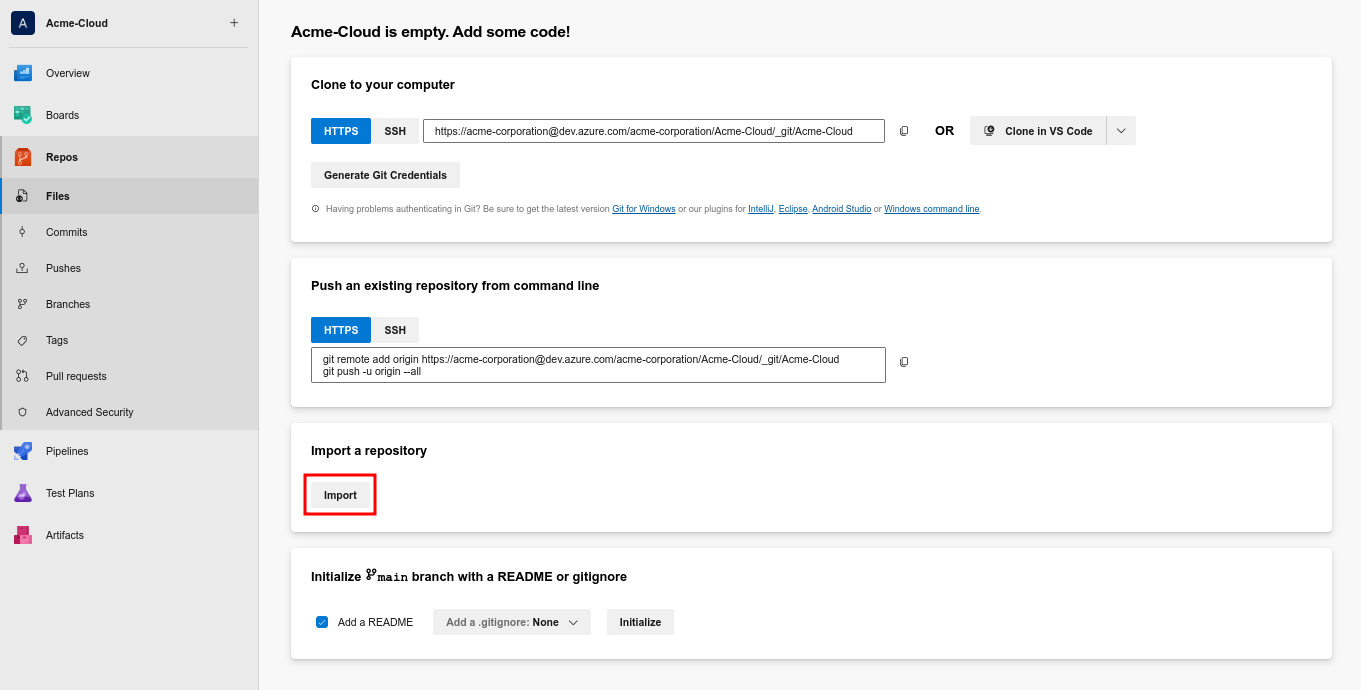 A Acme-Cloud +
Overview
Boards
Repos
Files
Commits
Pushes
Branches
Tags
Pull requests
Advanced Security
Pipelines
Test Plans
Artifacts
Acme-Cloud is empty. Add some code!
Clone to your computer
HTTPS SSH https://acme-corporation@dev.azure.com/acme-corporation/Acme-Cloud/_git/Acme-Cloud OR Clone in VS Code
Generate Git Credentials
Having problems authenticating in Git? Be sure to get the latest version Git for Windows or our plugins for IntelliJ, Eclipse, Android Studio or Windows command line.
Push an existing repository from command line
HTTPS SSH
git remote add origin https://acme-corporation@dev.azure.com/acme-corporation/Acme-Cloud/_git/Acme-Cloud
git push -u origin --all
Import a repository
Import
Initialize main branch with a README or gitignore
Add a README Add a .gitignore: None Initialize